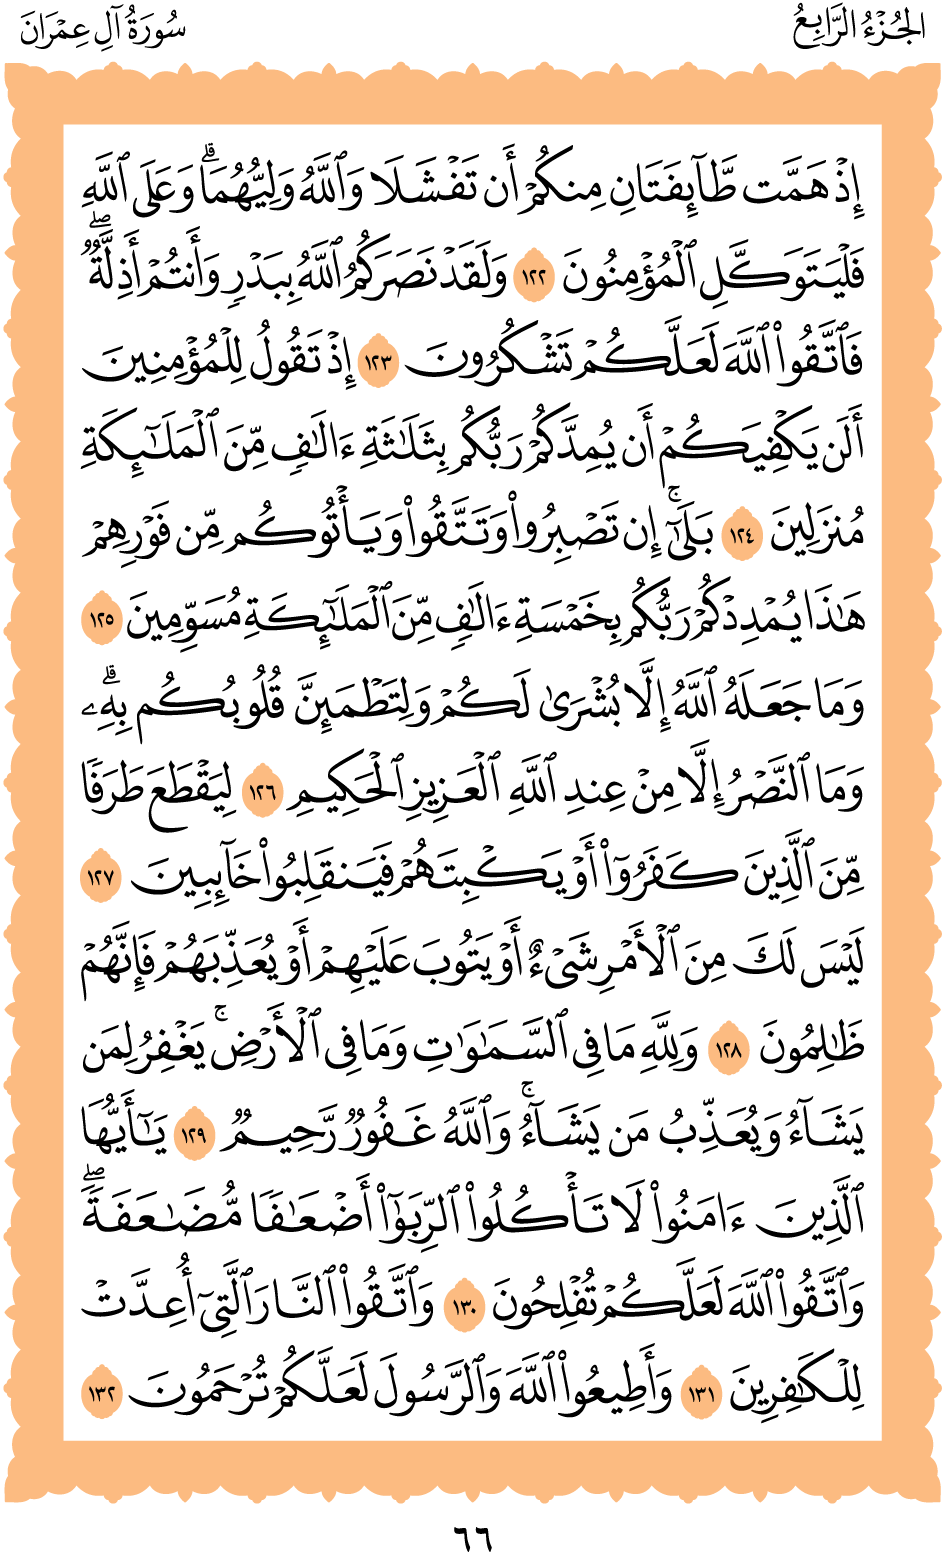 الجُزْءُ الرَّابِعُ
سُورَةُ آلِ عِمْرَانَ
إِذْ هَمَّت طَّآئِفَتَانِ مِنكُمْ أَن تَفْشَلَا وَٱللَّهُ وَلِيُّهُمَاۗ وَعَلَى ٱللَّهِ
فَلْيَتَوَكَّلِ ٱلْمُؤْمِنُونَ ١٢٢ وَلَقَدْ نَصَرَكُمُ ٱللَّهُ بِبَدْرٍ وَأَنتُمْ أَذِلَّةٌۖ
فَٱتَّقُوا۟ ٱللَّهَ لَعَلَّكُمْ تَشْكُرُونَ ١٢٣ إِذْ تَقُولُ لِلْمُؤْمِنِينَ
أَلَن يَكْفِيَكُمْ أَن يُمِدَّكُمْ رَبُّكُم بِثَلَٰثَةِ ءَالَٰفٍ مِّنَ ٱلْمَلَٰٓئِكَةِ
مُنزَلِينَ ١٢٤ بَلَىٰٓۚ إِن تَصْبِرُوا۟ وَتَتَّقُوا۟ وَيَأْتُوكُم مِّن فَوْرِهِمْ
هَٰذَا يُمْدِدْكُمْ رَبُّكُم بِخَمْسَةِ ءَالَٰفٍ مِّنَ ٱلْمَلَٰٓئِكَةِ مُسَوِّمِينَ ١٢٥
وَمَا جَعَلَهُ ٱللَّهُ إِلَّا بُشْرَىٰ لَكُمْ وَلِتَطْمَئِنَّ قُلُوبُكُم بِهِۦۗ
وَمَا ٱلنَّصْرُ إِلَّا مِنْ عِندِ ٱللَّهِ ٱلْعَزِيزِ ٱلْحَكِيمِ ١٢٦ لِيَقْطَعَ طَرَفًا
مِّنَ ٱلَّذِينَ كَفَرُوٓا۟ أَوْ يَكْبِتَهُمْ فَيَنقَلِبُوا۟ خَآئِبِينَ ١٢٧
لَيْسَ لَكَ مِنَ ٱلْأَمْرِ شَىْءٌ أَوْ يَتُوبَ عَلَيْهِمْ أَوْ يُعَذِّبَهُمْ فَإِنَّهُمْ
ظَٰلِمُونَ ١٢٨ وَلِلَّهِ مَا فِى ٱلسَّمَٰوَٰتِ وَمَا فِى ٱلْأَرْضِۚ يَغْفِرُ لِمَن
يَشَآءُ وَيُعَذِّبُ مَن يَشَآءُۚ وَٱللَّهُ غَفُورٌ رَّحِيمٌ ١٢٩ يَٰٓأَيُّهَا
ٱلَّذِينَ ءَامَنُوا۟ لَا تَأْكُلُوا۟ ٱلرِّبَوٰٓا۟ أَضْعَٰفًا مُّضَٰعَفَةًۖ
وَٱتَّقُوا۟ ٱللَّهَ لَعَلَّكُمْ تُفْلِحُونَ ١٣٠ وَٱتَّقُوا۟ ٱلنَّارَ ٱلَّتِىٓ أُعِدَّتْ
لِلْكَٰفِرِينَ ١٣١ وَأَطِيعُوا۟ ٱللَّهَ وَٱلرَّسُولَ لَعَلَّكُمْ تُرْحَمُونَ ١٣٢
٦٦